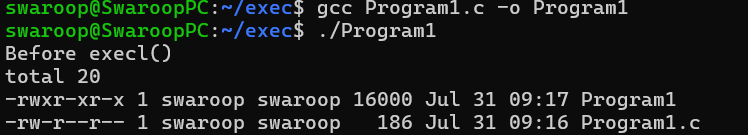 swaroop@SwaroopPC:~/exec$ gcc Program1.c -o Program1
swaroop@SwaroopPC:~/exec$ ./Program1
Before execl()
total 20
-rwxr-xr-x 1 swaroop swaroop 16000 Jul 31 09:17 Program1
-rw-r--r-- 1 swaroop swaroop   186 Jul 31 09:16 Program1.c